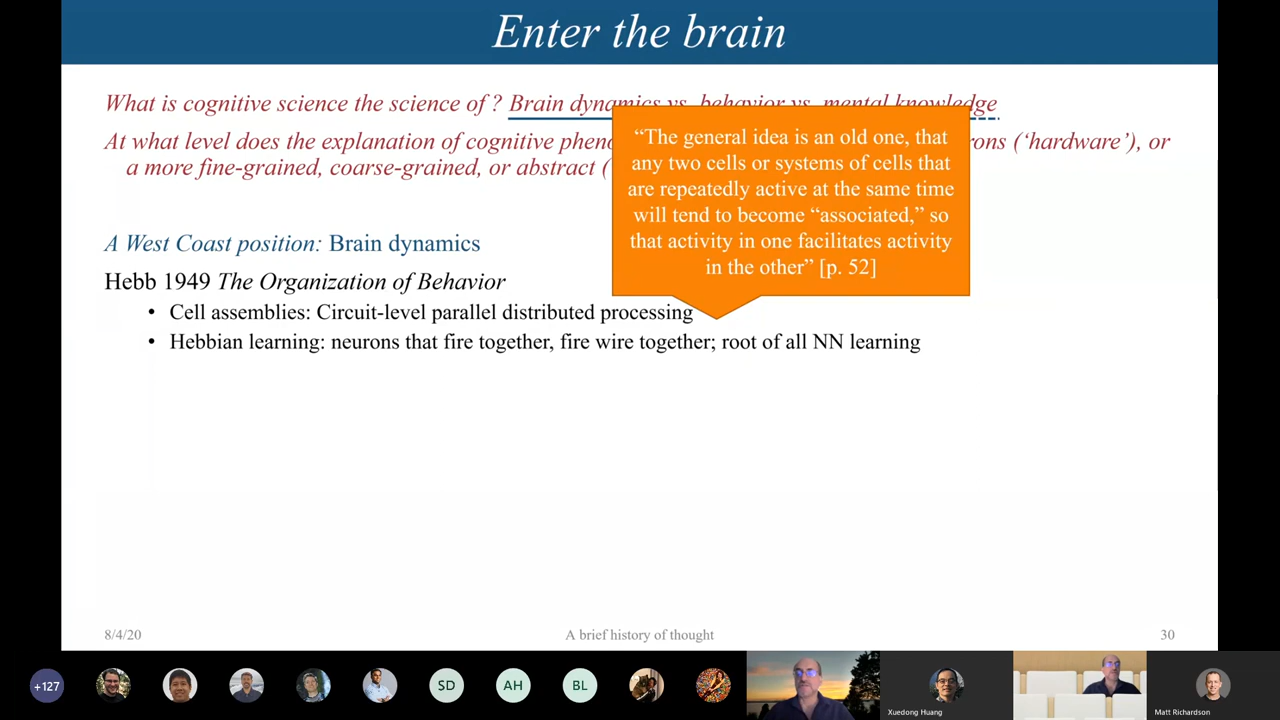 Enter the brain
What is cognitive science the science of ? Brain dynamics vs. behavior vs. mental knowledge
At what level does the explanation of cognitive pheno
rons (‘hardware’), or
a more fine-grained, coarse-grained, or abstract (
“The general idea is an old one, that
any two cells or systems of cells that
are repeatedly active at the same time
will tend to become “associated,” so
that activity in one facilitates activity
in the other” [p. 52]
A West Coast position: Brain dynamics
Hebb 1949 The Organization of Behavior
• Cell assemblies: Circuit-level parallel distributed processing
• Hebbian learning: neurons that fire together, fire wire together; root of all NN learning
8/4/20
A brief history of thought
30
+127
SD
AH
BL
Xuedong Huang
Matt Richardson